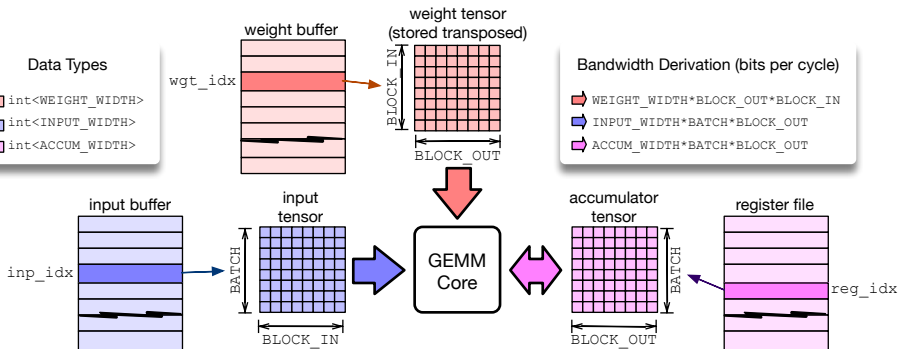 weight buffer
weight tensor
(stored transposed)
Data Types
int<WEIGHT_WIDTH>
int<INPUT_WIDTH>
int<ACCUM_WIDTH>
wgt_idx
BLOCK_IN
BLOCK_OUT
Bandwidth Derivation (bits per cycle)
WEIGHT_WIDTH*BLOCK_OUT*BLOCK_IN
INPUT_WIDTH*BATCH*BLOCK_OUT
ACCUM_WIDTH*BATCH*BLOCK_OUT
input buffer
input
tensor
accumulator
tensor
register file
inp_idx
BATCH
BLOCK_IN
GEMM
Core
BATCH
BLOCK_OUT
reg_idx